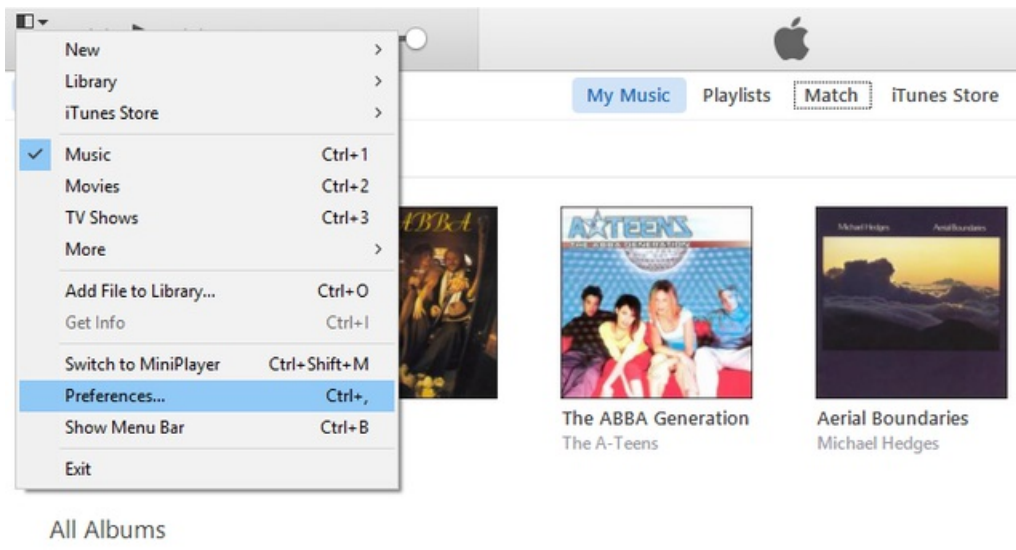 New
Library
iTunes Store
Music Ctrl+1
Movies Ctrl+2
TV Shows Ctrl+3
More
Add File to Library... Ctrl+O
Get Info Ctrl+I
Switch to MiniPlayer Ctrl+Shift+M
Preferences... Ctrl+,
Show Menu Bar Ctrl+B
Exit
My Music Playlists Match iTunes Store
ABBA
A★TEENS
THE ABBA GENERATION
The ABBA Generation
The A-Teens
Michael Hedges Aerial Boundaries
Aerial Boundaries
Michael Hedges
All Albums